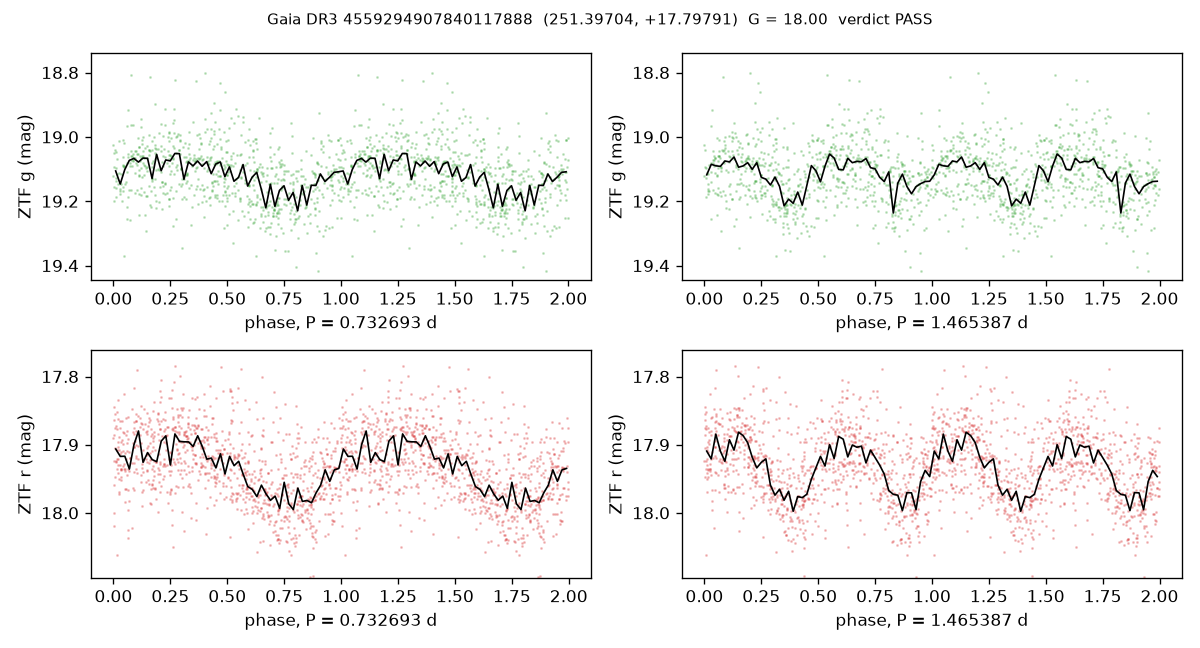 Gaia DR3 4559294907840117888 (251.39704, +17.79791) G = 18.00 verdict PASS
ZTF g (mag)
18.8
19.0
19.2
19.4
0.00 0.25 0.50 0.75 1.00 1.25 1.50 1.75 2.00
phase, P = 0.732693 d
ZTF g (mag)
18.8
19.0
19.2
19.4
0.00 0.25 0.50 0.75 1.00 1.25 1.50 1.75 2.00
phase, P = 1.465387 d
ZTF r (mag)
17.8
17.9
18.0
0.00 0.25 0.50 0.75 1.00 1.25 1.50 1.75 2.00
phase, P = 0.732693 d
ZTF r (mag)
17.8
17.9
18.0
0.00 0.25 0.50 0.75 1.00 1.25 1.50 1.75 2.00
phase, P = 1.465387 d